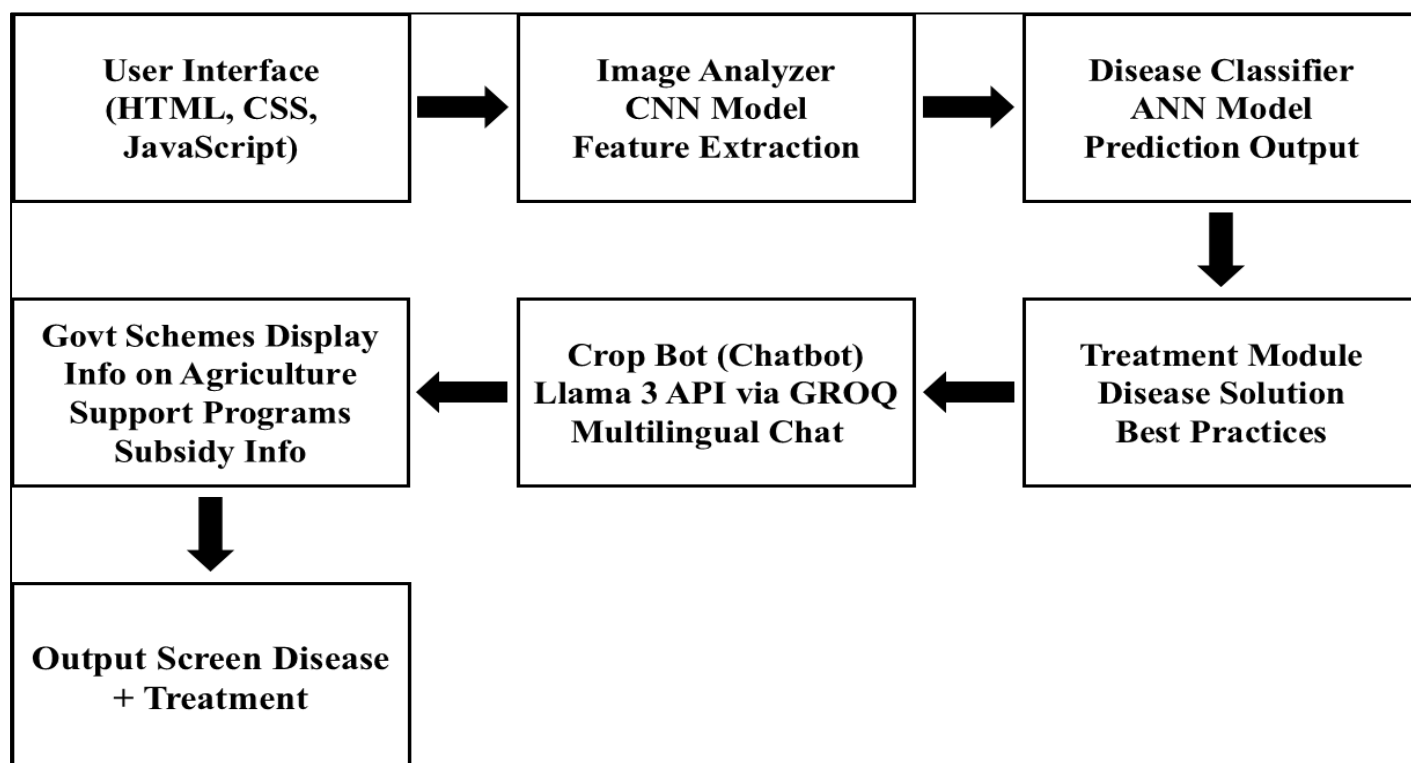 User Interface
(HTML, CSS,
JavaScript)
Image Analyzer
CNN Model
Feature Extraction
Disease Classifier
ANN Model
Prediction Output
Govt Schemes Display
Info on Agriculture
Support Programs
Subsidy Info
Crop Bot (Chatbot)
Llama 3 API via GROQ
Multilingual Chat
Treatment Module
Disease Solution
Best Practices
Output Screen Disease
+ Treatment